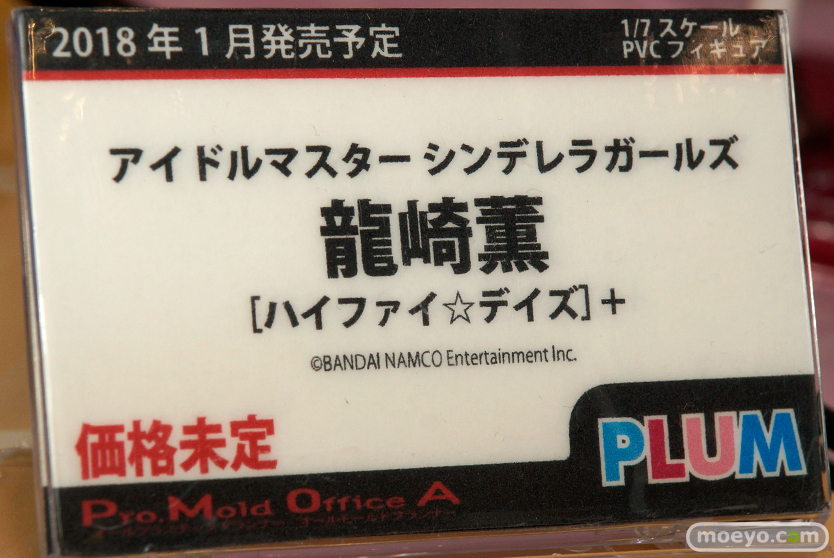 2018年1月発売予定
1/7スケール
PVCフィギュア
アイドルマスター シンデレラガールズ
龍崎薫
[ハイファイ☆デイズ]+
©BANDAI NAMCO Entertainment Inc.
価格未定
PLUM
Pro.Mold Office A
moeyo.com